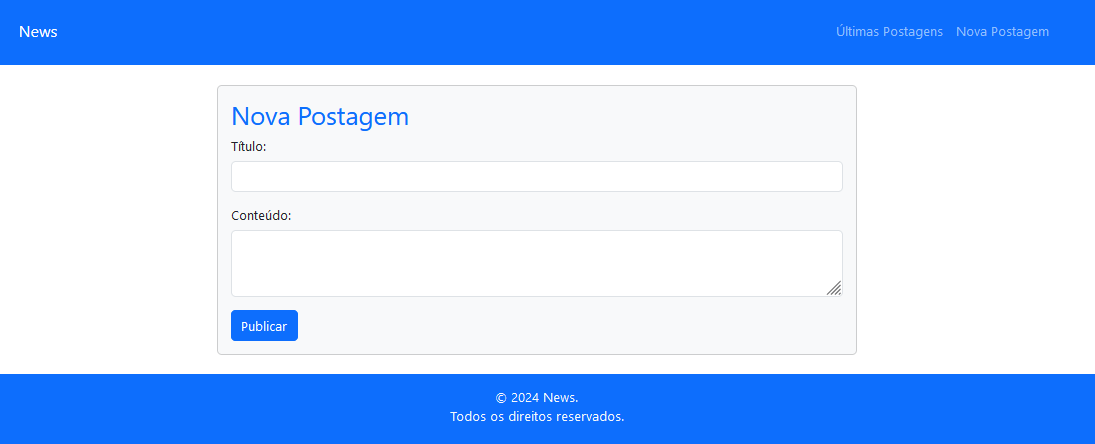 News
Últimas Postagens Nova Postagem
Nova Postagem
Título:
Conteúdo:
Publicar
© 2024 News.
Todos os direitos reservados.